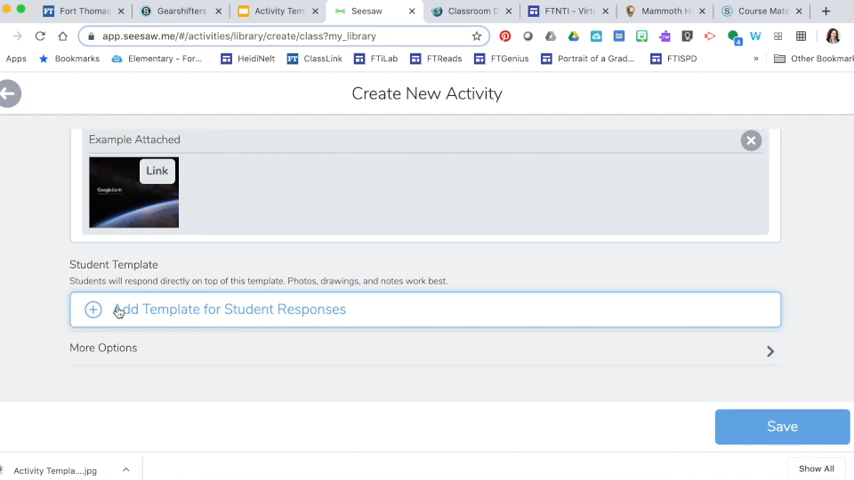 Fort Thomas
Gearshifters
Activity Temp
Seesaw
Classroom D
FTNTI - Virtu
Mammoth Ho
Course Mate
app.seesaw.me/#/activities/library/create/class?my_library
Apps
Bookmarks
Elementary - For...
HeidiNelt
ClassLink
FTiLab
FTReads
FTGenius
Portrait of a Grad...
FTISPD
»
Other Bookmark
Create New Activity
Example Attached
Link
Google Earth
Student Template
Students will respond directly on top of this template. Photos, drawings, and notes work best.
Add Template for Student Responses
More Options
Save
Activity Templa....jpg
Show All